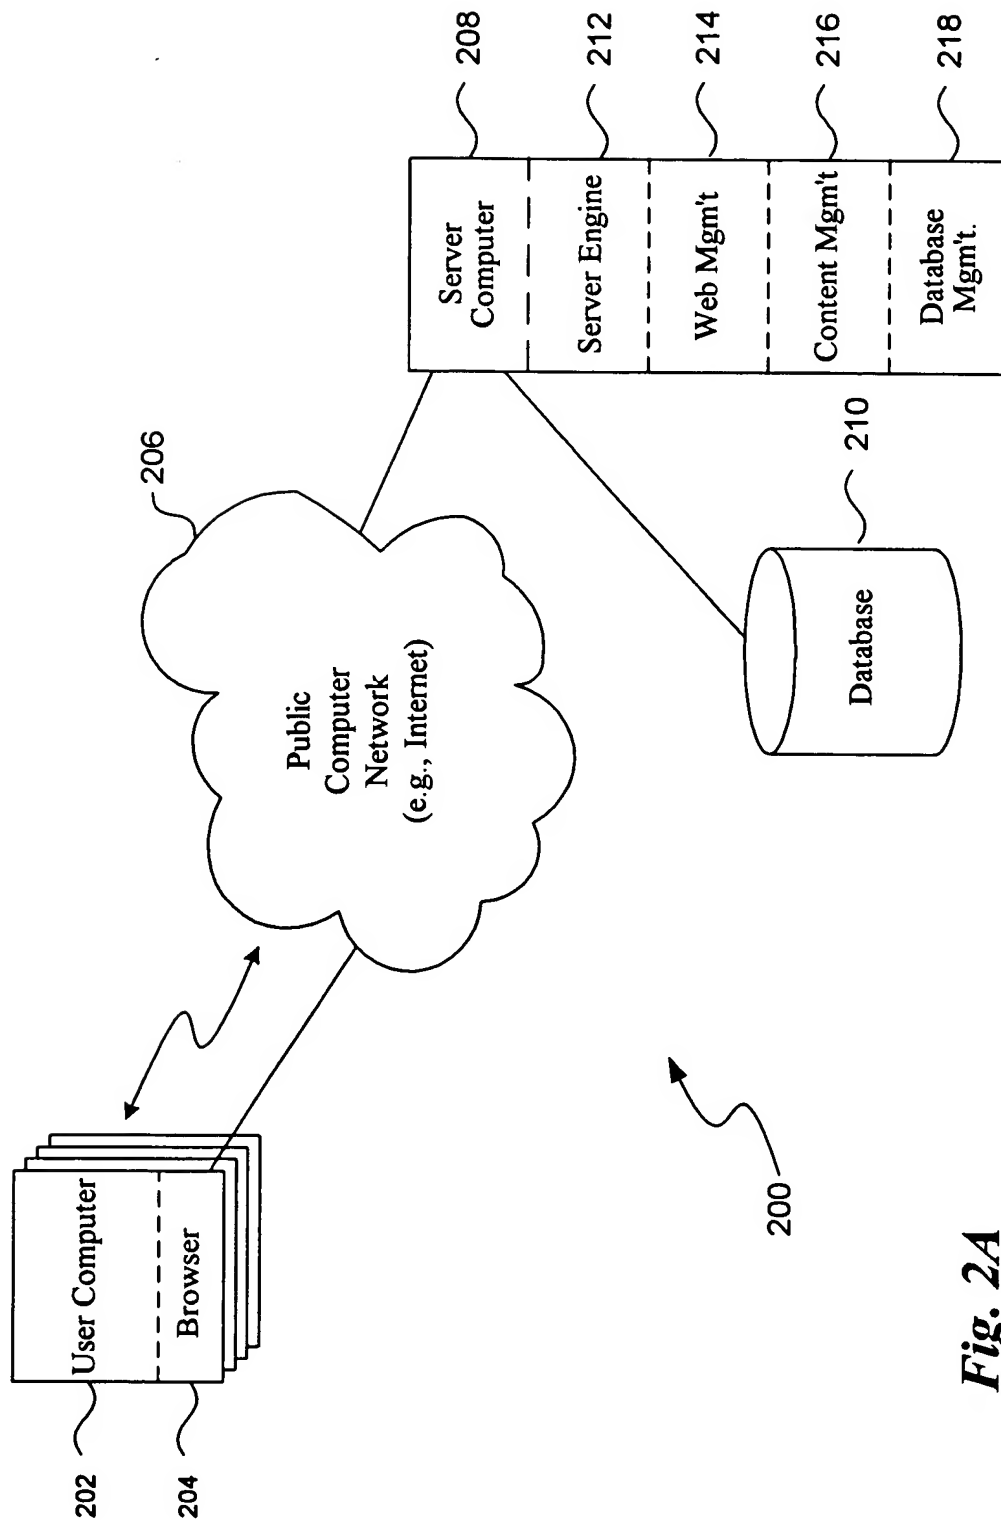 202
204
User Computer
Browser
206
Public
Computer
Network
(e.g., Internet)
208
Server
Computer
212
Server Engine
214
Web Mgm't
216
Content Mgm't
218
Database
Mgm't.
210
Database
200
Fig. 2A